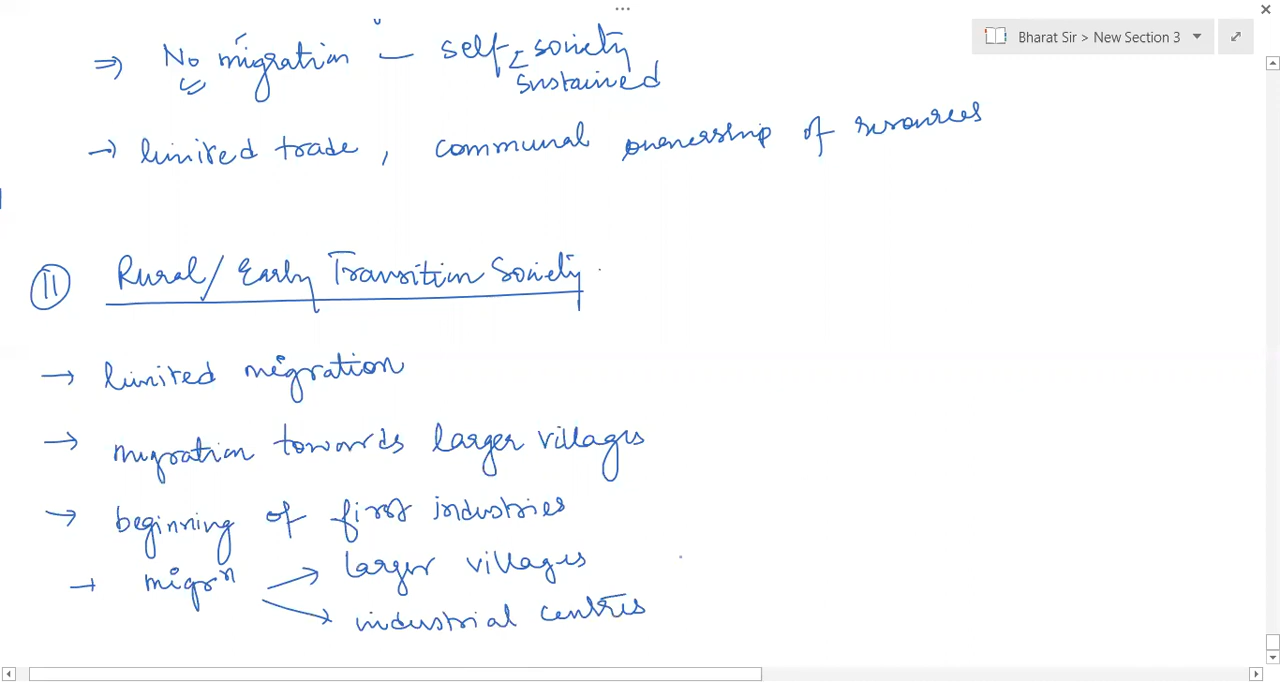 ...
Bharat Sir > New Section 3
⇒ No migration — self society
sustained
→ limited trade, communal ownership of resources
II Rural/Early Transition Society
→ limited migration
→ migration towards larger villages
→ beginning of first industries
→ migrⁿ → larger villages
→ industrial centres